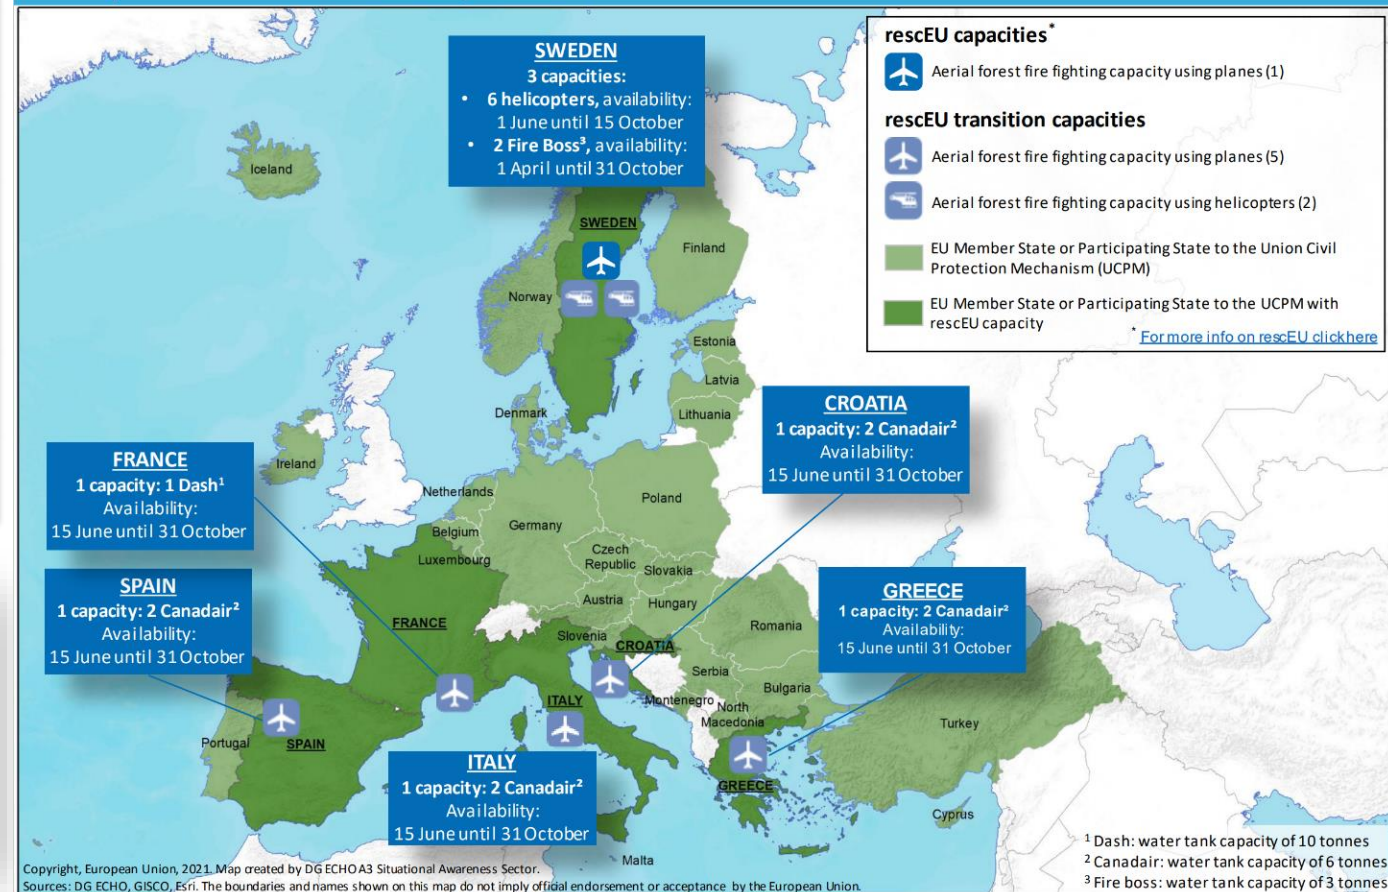 SWEDEN
3 capacities:
• 6 helicopters, availability:
1 June until 15 October
• 2 Fire Boss³, availability:
1 April until 31 October
rescEU capacities*
Aerial forest fire fighting capacity using planes (1)
rescEU transition capacities
Aerial forest fire fighting capacity using planes (5)
Aerial forest fire fighting capacity using helicopters (2)
EU Member State or Participating State to the Union Civil
Protection Mechanism (UCPM)
EU Member State or Participating State to the UCPM with
rescEU capacity
* For more info on rescEU clickhere
Iceland
SWEDEN
Finland
Norway
Estonia
Latvia
Lithuania
Denmark
Ireland
Netherlands
Belgium
Luxembourg
Germany
Poland
Czech
Republic
Slovakia
Austria
Hungary
Slovenia
Romania
FRANCE
CROATIA
Serbia
Bulgaria
Montenegro
North
Macedonia
ITALY
Portugal
SPAIN
GREECE
Turkey
Cyprus
Malta
FRANCE
1 capacity: 1 Dash¹
Availability:
15 June until 31 October
SPAIN
1 capacity: 2 Canadair²
Availability:
15 June until 31 October
CROATIA
1 capacity: 2 Canadair²
Availability:
15 June until 31 October
GREECE
1 capacity: 2 Canadair²
Availability:
15 June until 31 October
ITALY
1 capacity: 2 Canadair²
Availability:
15 June until 31 October
Copyright, European Union, 2021. Map created by DG ECHO A3 Situational Awareness Sector.
Sources: DG ECHO, GISCO, Esri. The boundaries and names shown on this map do not imply official endorsement or acceptance by the European Union.
¹ Dash: water tank capacity of 10 tonnes
² Canadair: water tank capacity of 6 tonnes
³ Fire boss: water tank capacity of 3 tonnes